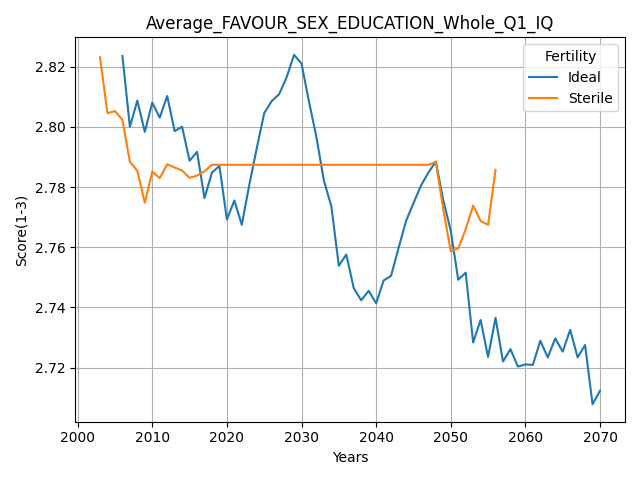 Average_FAVOUR_SEX_EDUCATION_Whole_Q1_IQ
Fertility
Ideal
Sterile
Score(1-3)
2.82
2.80
2.78
2.76
2.74
2.72
2000 2010 2020 2030 2040 2050 2060 2070
Years